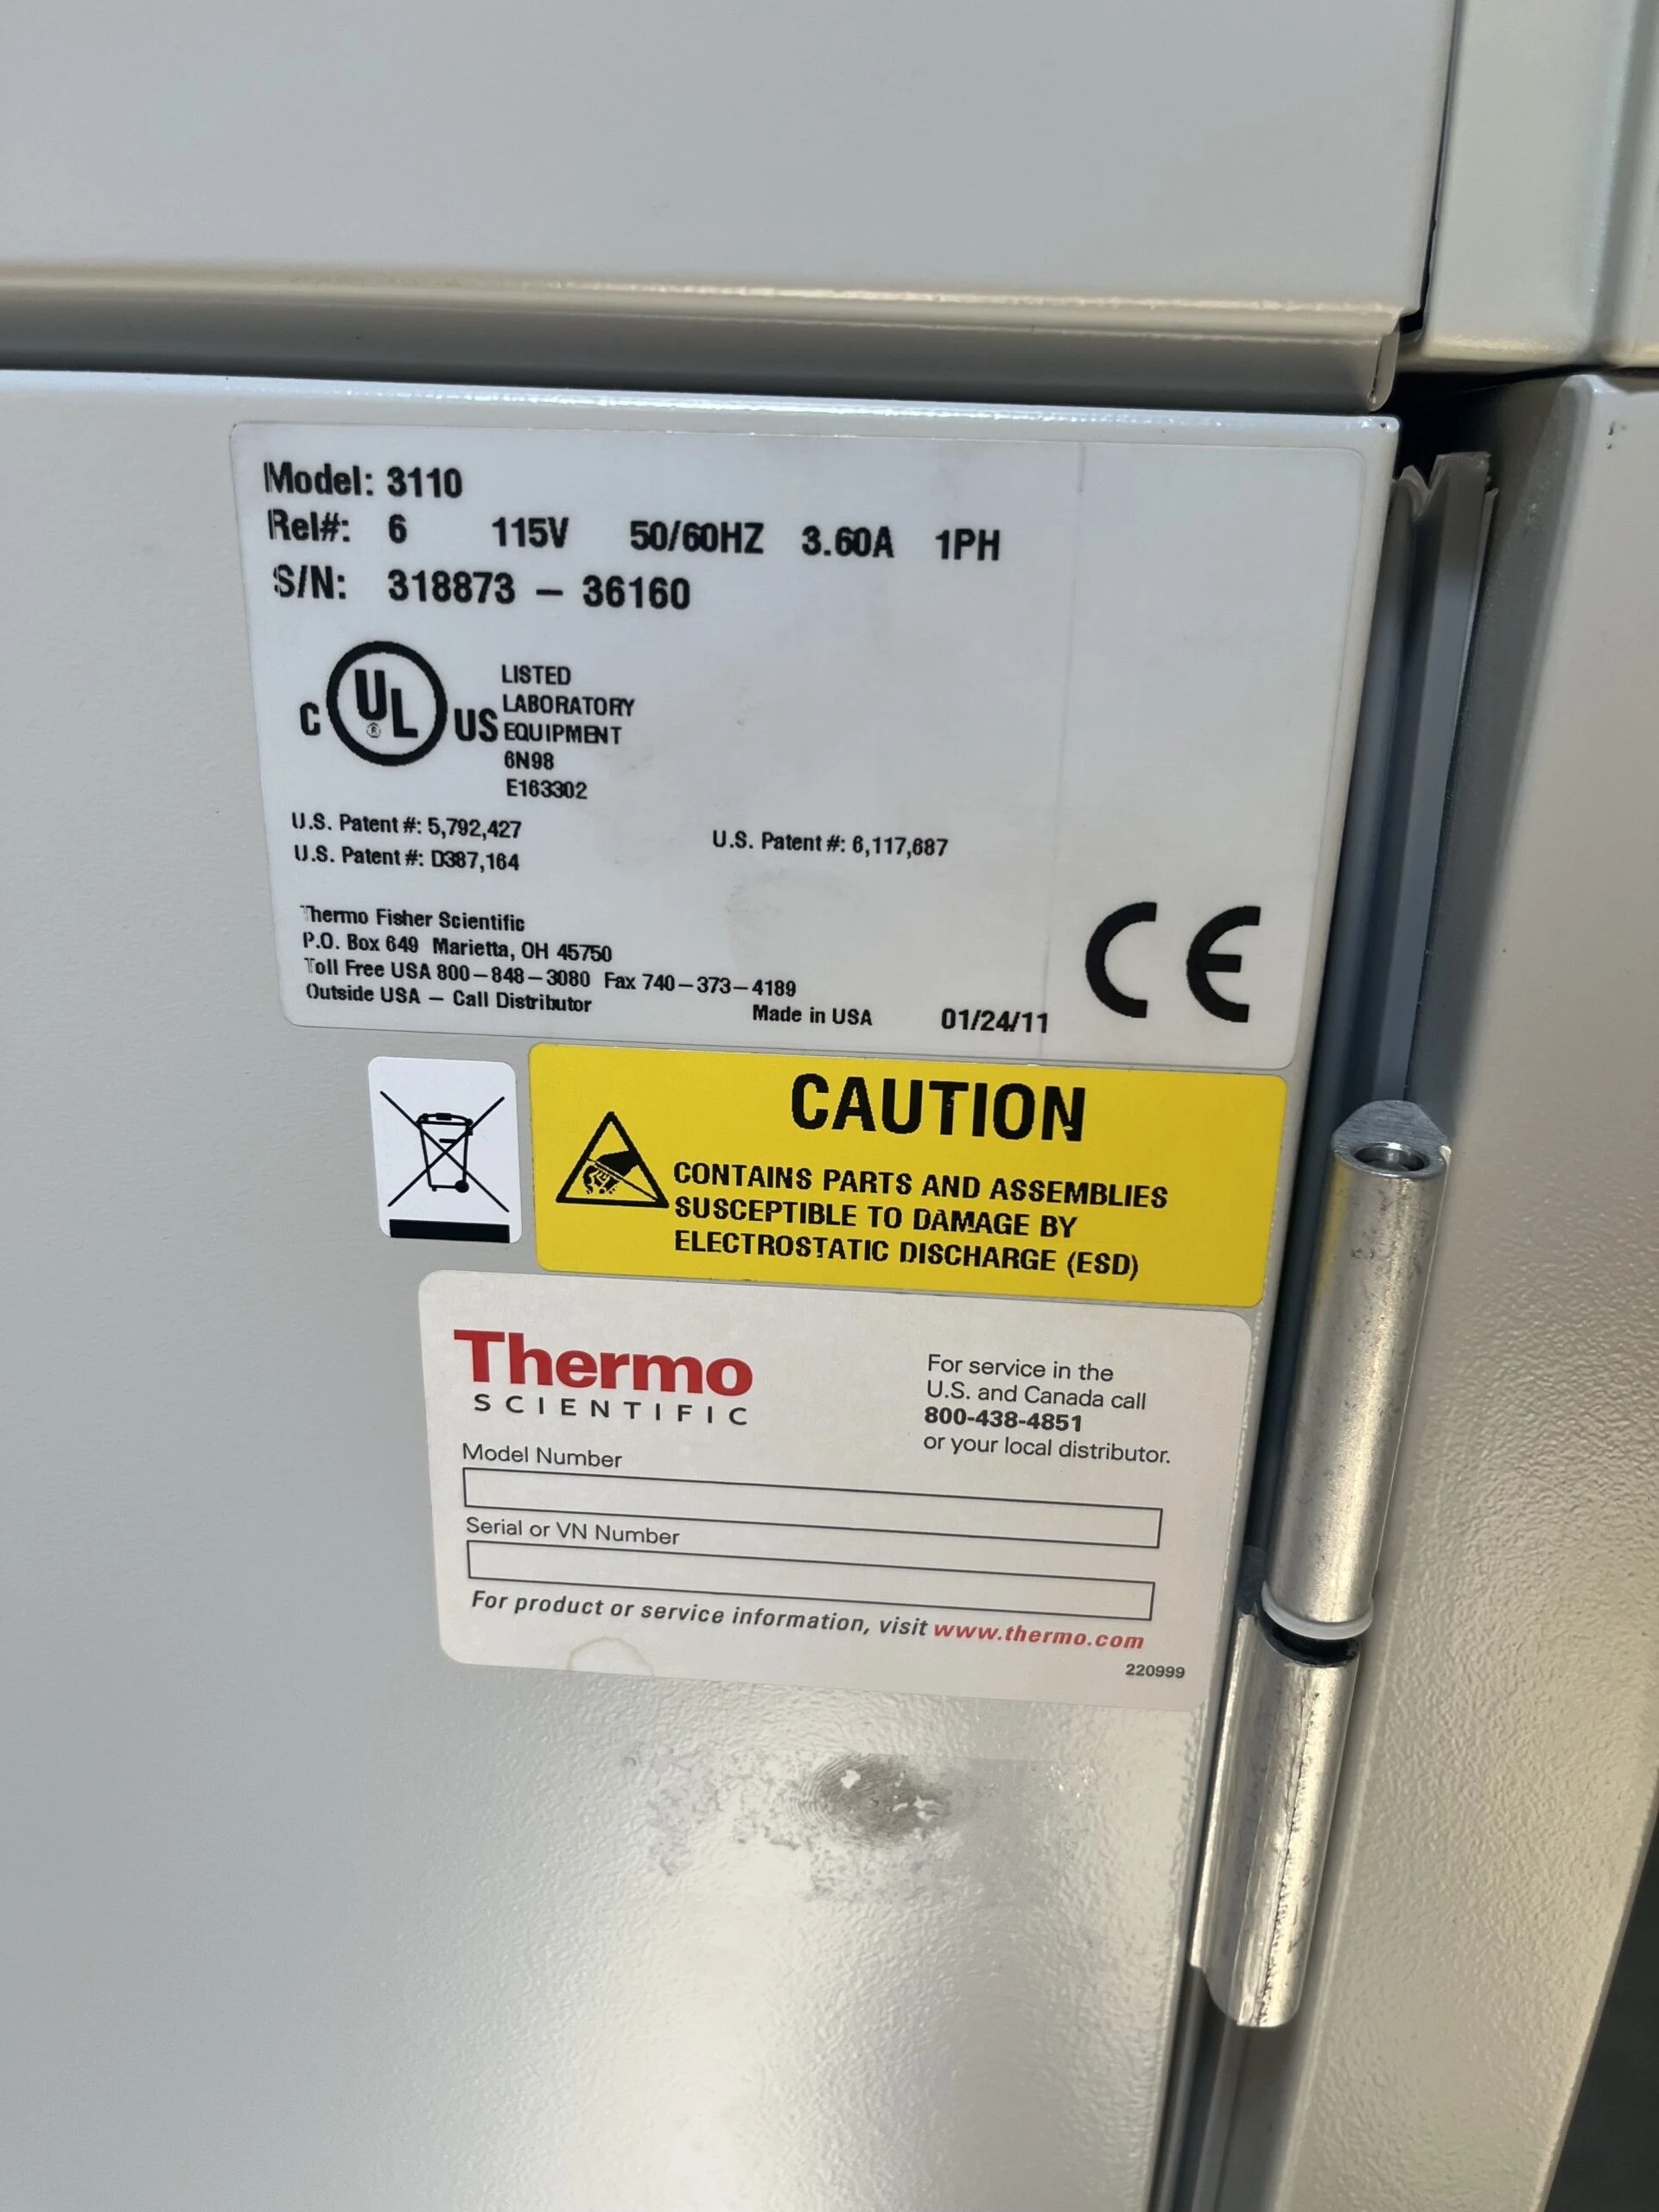 Model: 3110
Rel#: 6 115V 50/60HZ 3.60A 1PH
S/N: 318873 – 36160
C UL ® US
LISTED
LABORATORY
EQUIPMENT
6N98
E163302
U.S. Patent #: 5,792,427 U.S. Patent #: 6,117,687
U.S. Patent #: D387,164
Thermo Fisher Scientific
P.O. Box 649 Marietta, OH 45750
Toll Free USA 800–848–3080 Fax 740–373–4189
Outside USA – Call Distributor
Made in USA 01/24/11
CE
CAUTION
CONTAINS PARTS AND ASSEMBLIES
SUSCEPTIBLE TO DAMAGE BY
ELECTROSTATIC DISCHARGE (ESD)
Thermo
SCIENTIFIC
For service in the
U.S. and Canada call
800-438-4851
or your local distributor.
Model Number
Serial or VN Number
For product or service information, visit www.thermo.com
220999